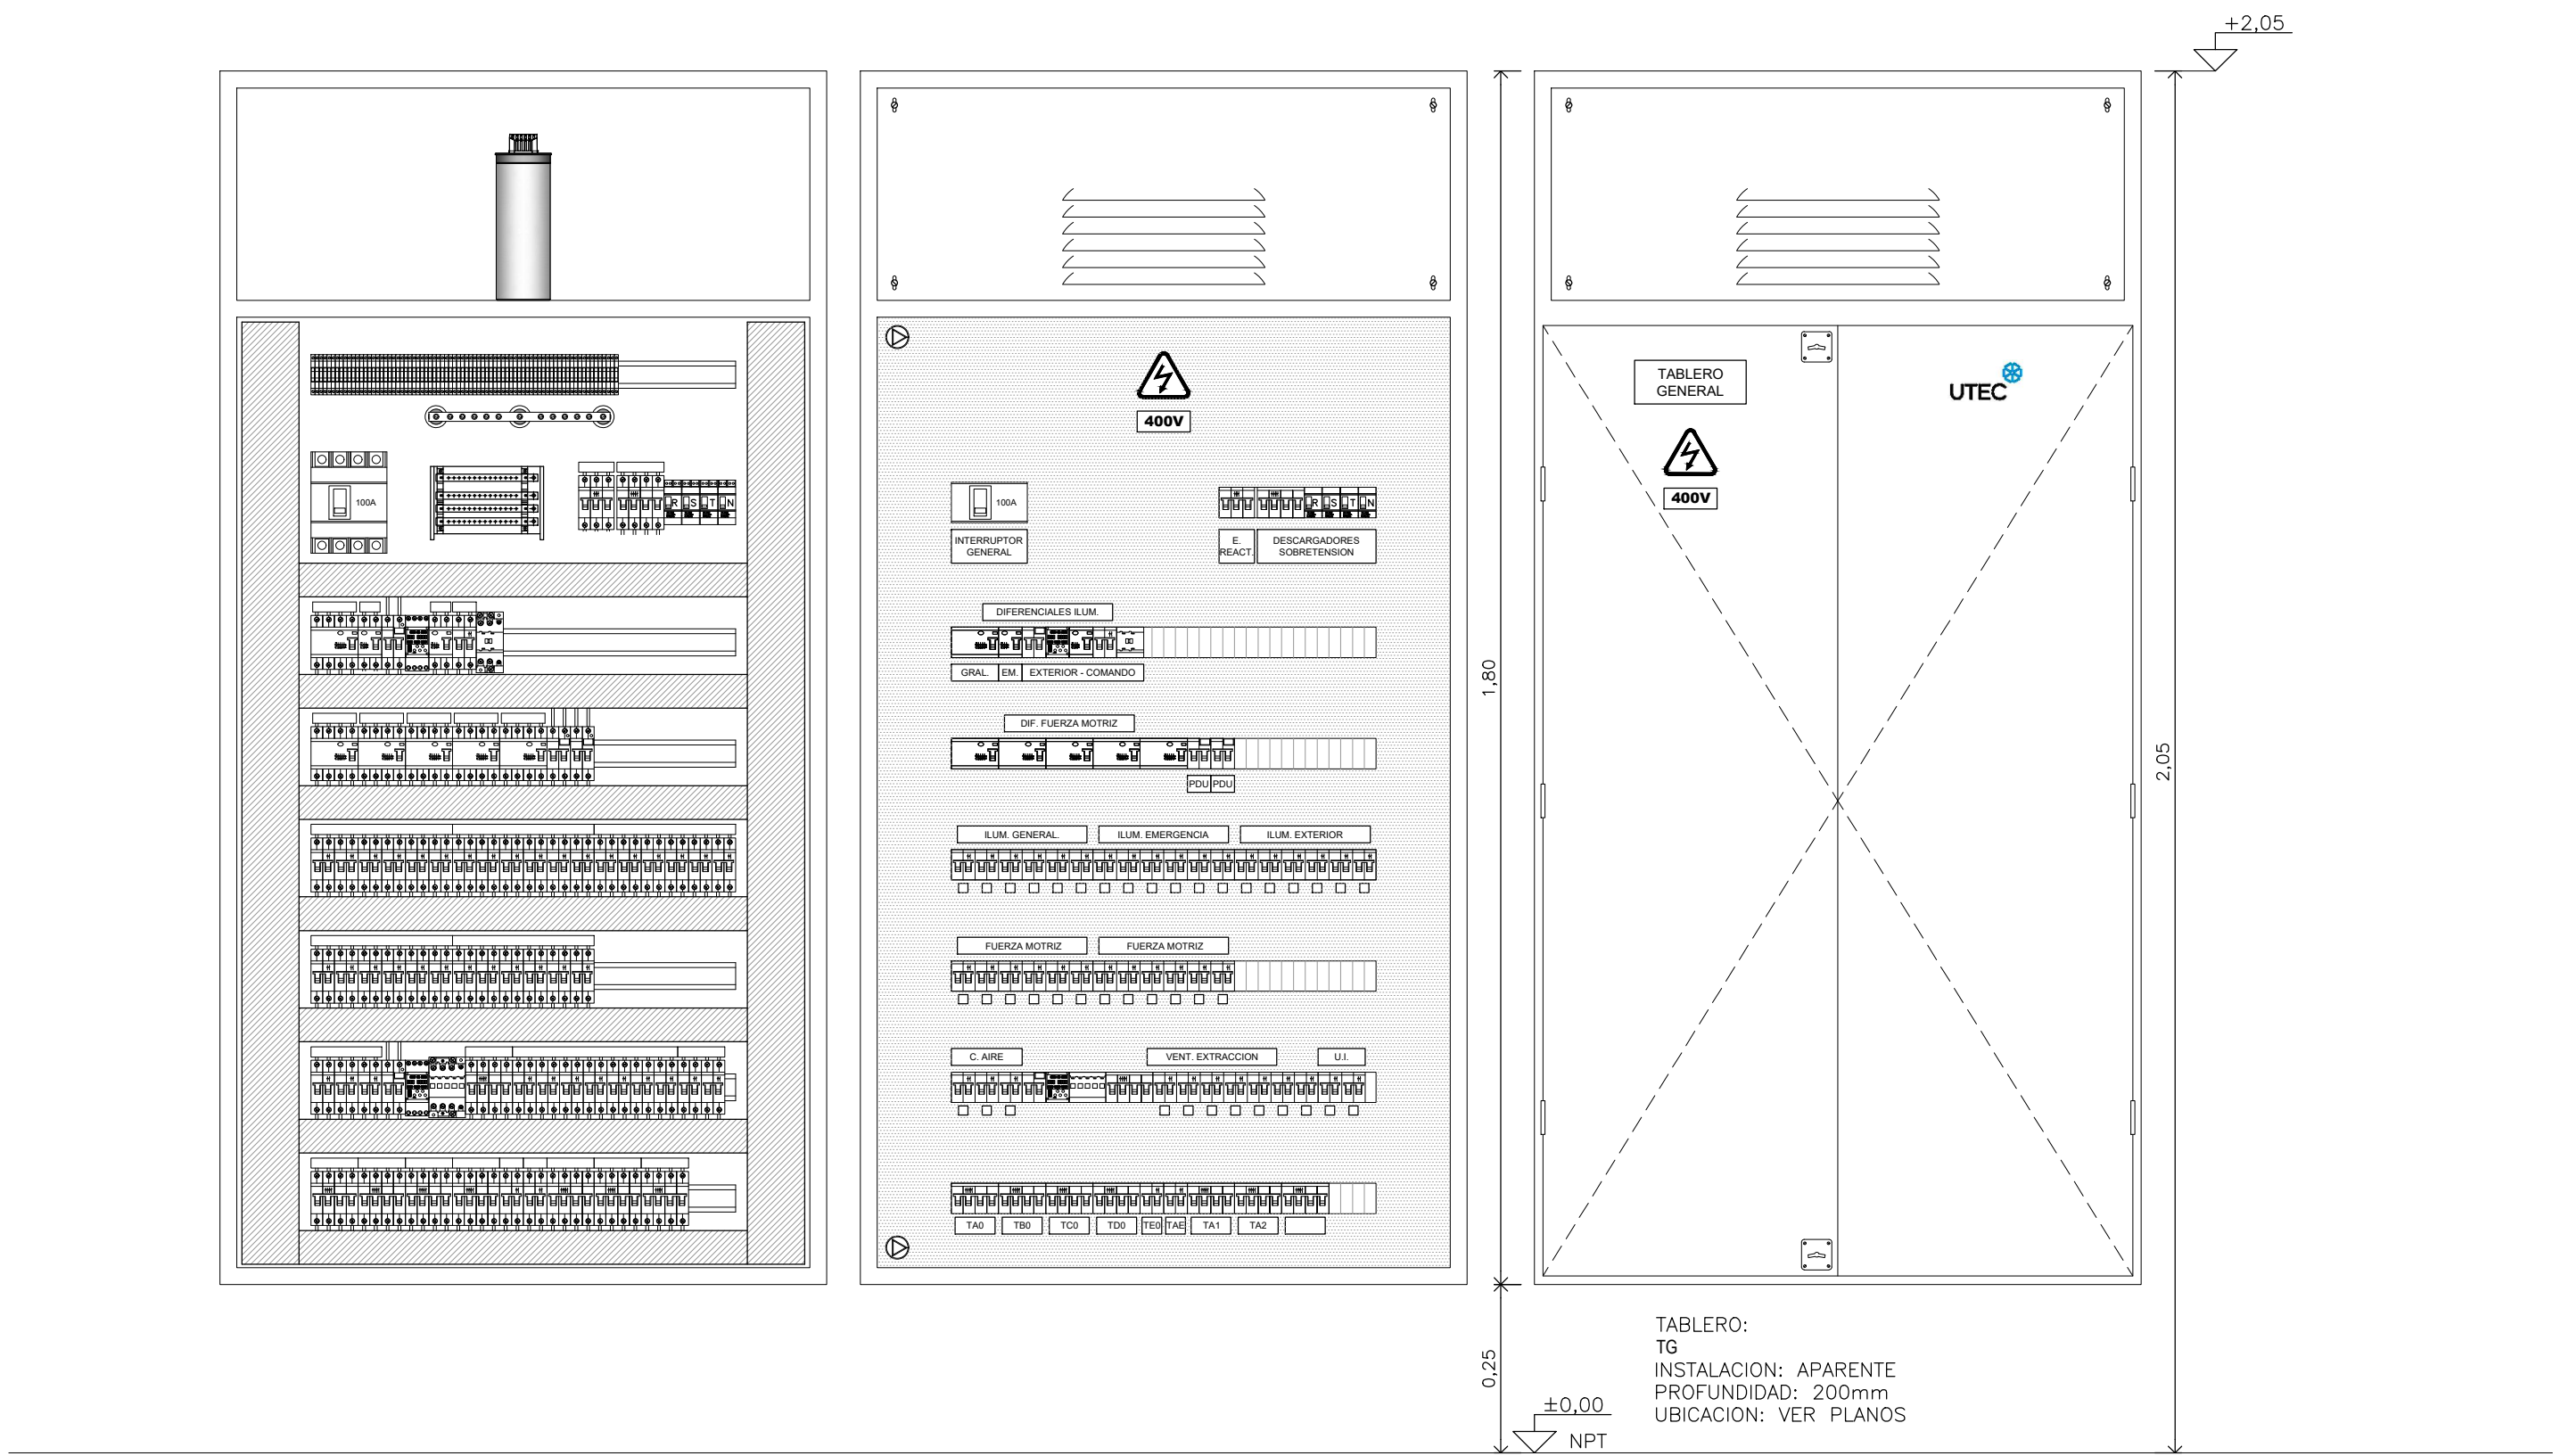 +2,05
400V
TABLERO
GENERAL
UTEC
400V
100A
R S T N
100A
R S T N
INTERRUPTOR
GENERAL
E.
REACT.
DESCARGADORES
SOBRETENSION
DIFERENCIALES ILUM.
GRAL. EM. EXTERIOR - COMANDO
1,80
DIF. FUERZA MOTRIZ
2,05
PDU PDU
ILUM. GENERAL. ILUM. EMERGENCIA ILUM. EXTERIOR
FUERZA MOTRIZ FUERZA MOTRIZ
C. AIRE VENT. EXTRACCION U.I.
TA0 TB0 TC0 TD0 TE0 TAE TA1 TA2
0,25
TABLERO:
TG
INSTALACION: APARENTE
PROFUNDIDAD: 200mm
UBICACION: VER PLANOS
±0,00
NPT